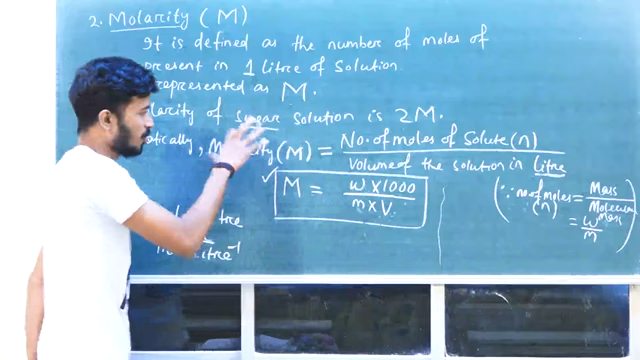 2. Molarity (M)
It is defined as the number of moles of
present in 1 Litre of Solution
represented as M.
of sugar solution is 2M.
(M) = No. of moles of Solute (n)
Volume of the solution in Litre
M = w x 1000
m x V.
(∵ no. of moles = Mass
(n) Molecular
mass
= w
m )
litre⁻¹